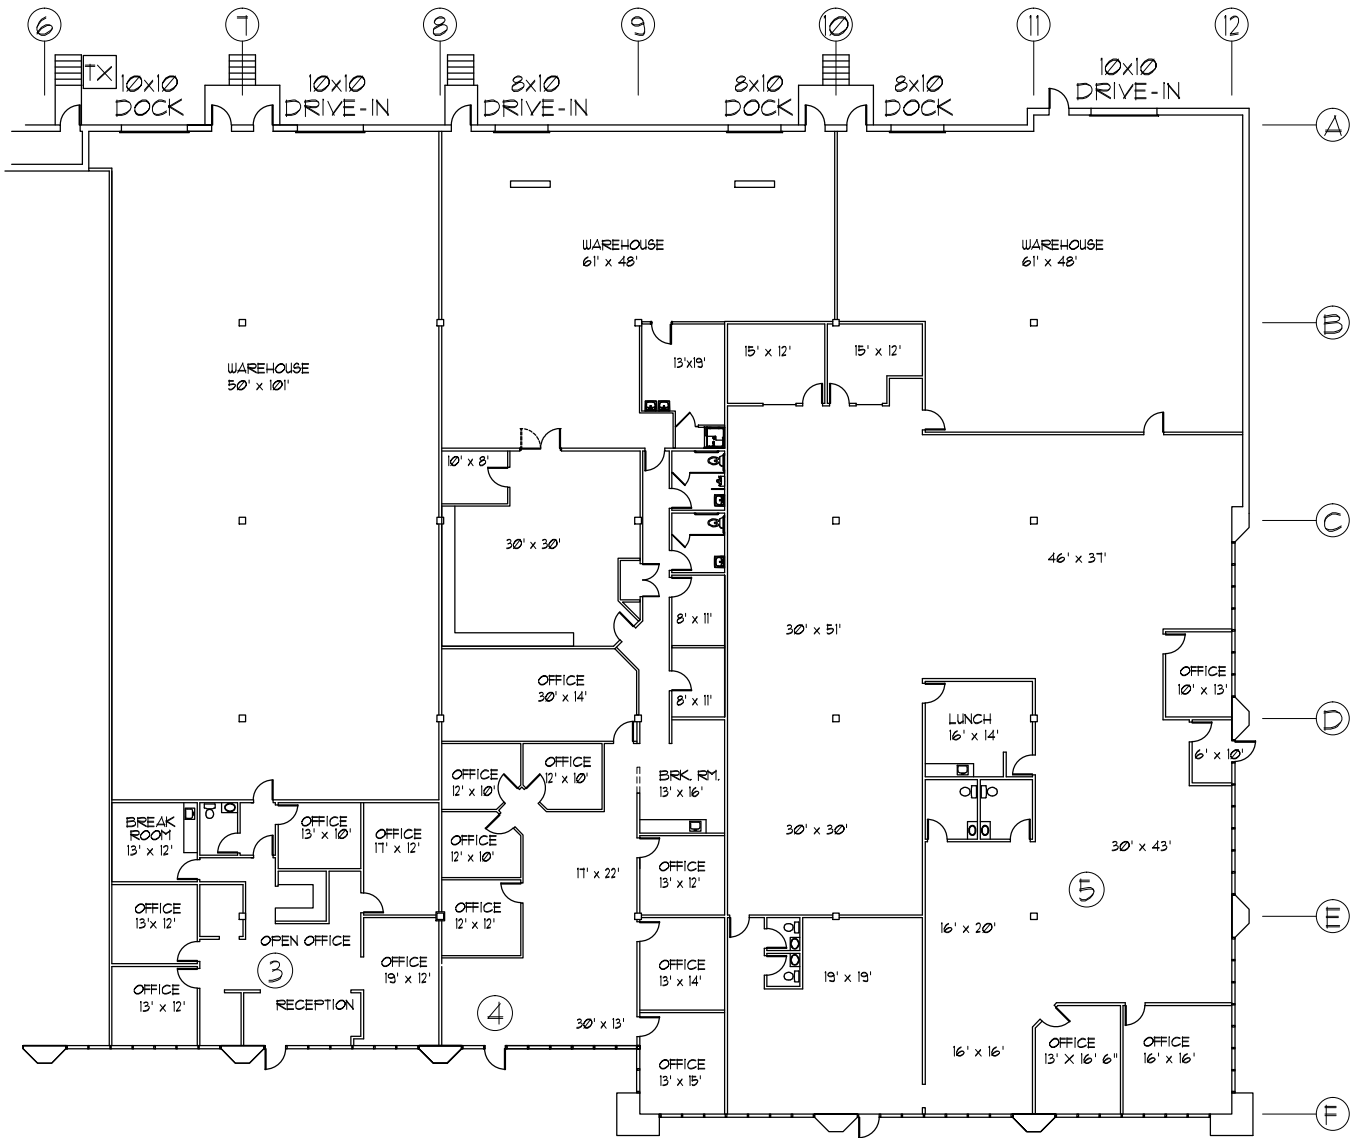 6
7
8
9
10
11
12
TX
10x10
DOCK
10x10
DRIVE-IN
8x10
DRIVE-IN
8x10
DOCK
8x10
DOCK
10x10
DRIVE-IN
A
WAREHOUSE
61' x 48'
WAREHOUSE
61' x 48'
B
13'x19'
15' x 12'
15' x 12'
WAREHOUSE
50' x 101'
10' x 8'
C
30' x 30'
46' x 37'
8' x 11'
30' x 51'
OFFICE
30' x 14'
8' x 11'
OFFICE
10' x 13'
LUNCH
16' x 14'
D
6' x 10'
OFFICE
12' x 10'
OFFICE
12' x 10'
BRK. RM.
13' x 16'
BREAK
ROOM
13' x 12'
OFFICE
13' x 10'
OFFICE
17' x 12'
OFFICE
12' x 10'
30' x 30'
30' x 43'
17' x 22'
OFFICE
13' x 12'
5
OFFICE
13'x 12'
OFFICE
12' x 12'
E
16' x 20'
OPEN OFFICE
3
OFFICE
19' x 12'
OFFICE
13' x 14'
19' x 19'
OFFICE
13' x 12'
RECEPTION
4
30' x 13'
OFFICE
13' x 15'
16' x 16'
OFFICE
13' X 16' 6"
OFFICE
16' x 16'
F